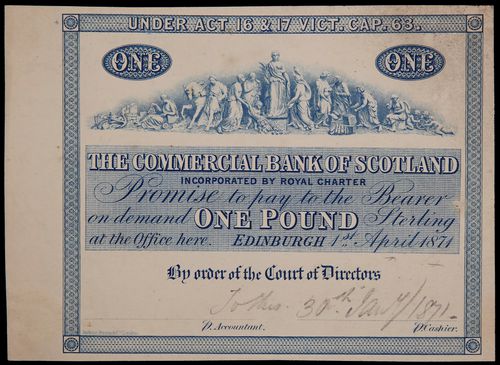 UNDER ACT 16 & 17 VICT. CAP. 63.
ONE ONE
THE COMMERCIAL BANK OF SCOTLAND
INCORPORATED BY ROYAL CHARTER
Promise to pay to the Bearer
on demand ONE POUND Sterling
at the Office here. EDINBURGH 1st April 1871
By order of the Court of Directors
30th Jany/1871
P. Accountant. P. Cashier.